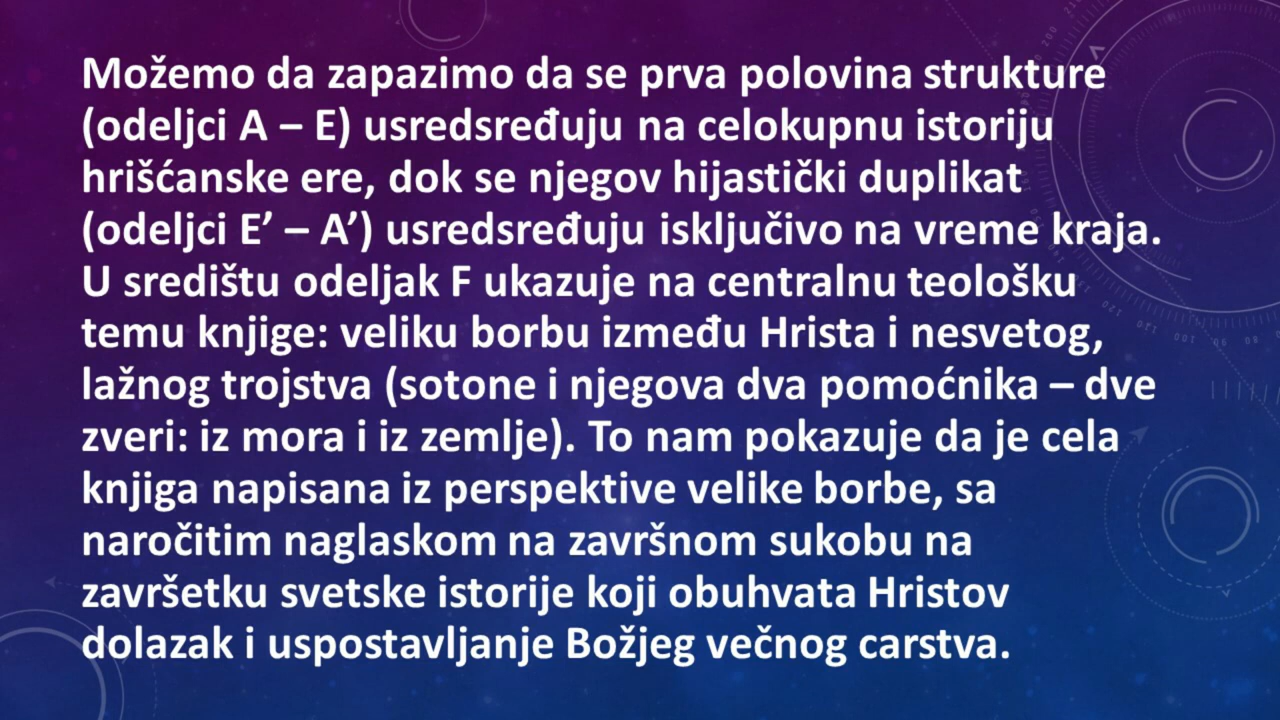 Možemo da zapazimo da se prva polovina strukture
(odeljci A – E) usredsređuju na celokupnu istoriju
hrišćanske ere, dok se njegov hijastički duplikat
(odeljci E’ – A’) usredsređuju isključivo na vreme kraja.
U središtu odeljak F ukazuje na centralnu teološku
temu knjige: veliku borbu između Hrista i nesvetog,
lažnog trojstva (sotone i njegova dva pomoćnika – dve
zveri: iz mora i iz zemlje). To nam pokazuje da je cela
knjiga napisana iz perspektive velike borbe, sa
naročitim naglaskom na završnom sukobu na
završetku svetske istorije koji obuhvata Hristov
dolazak i uspostavljanje Božjeg večnog carstva.